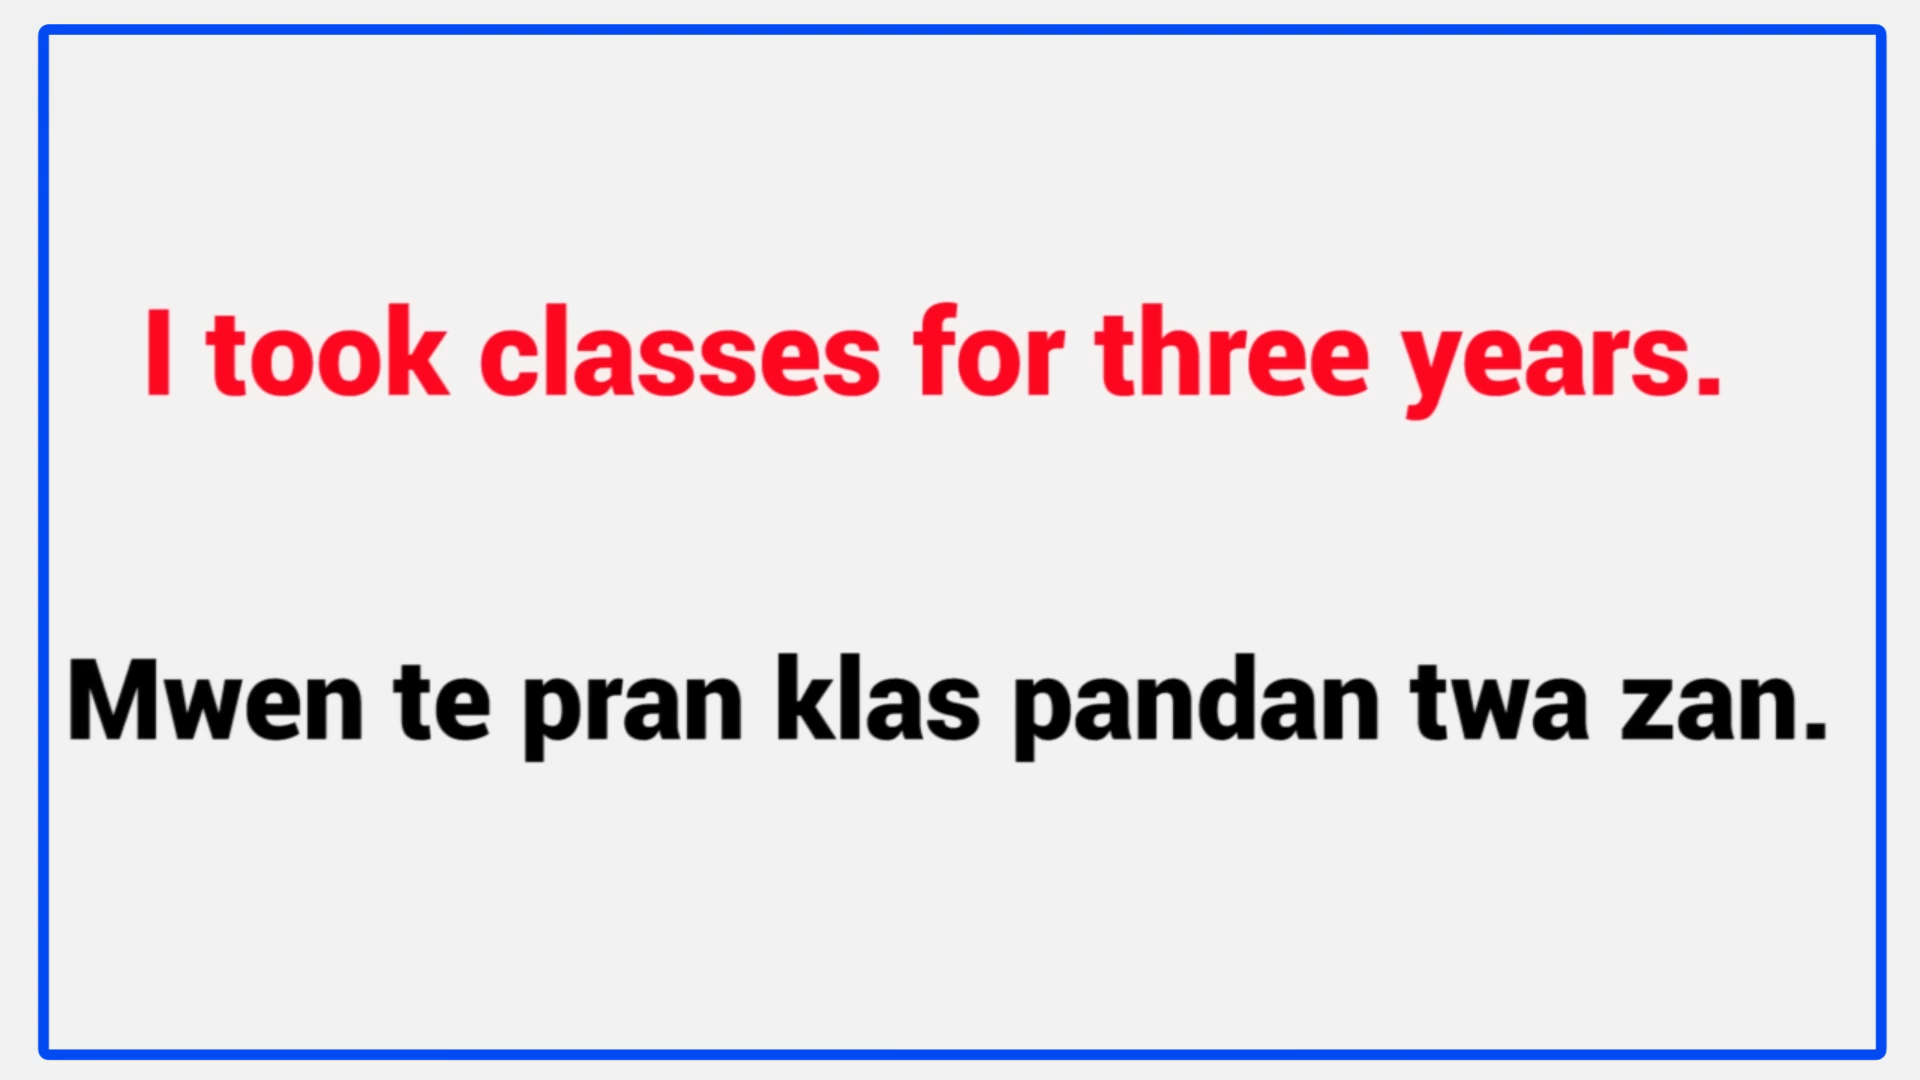 I took classes for three years.
Mwen te pran klas pandan twa zan.